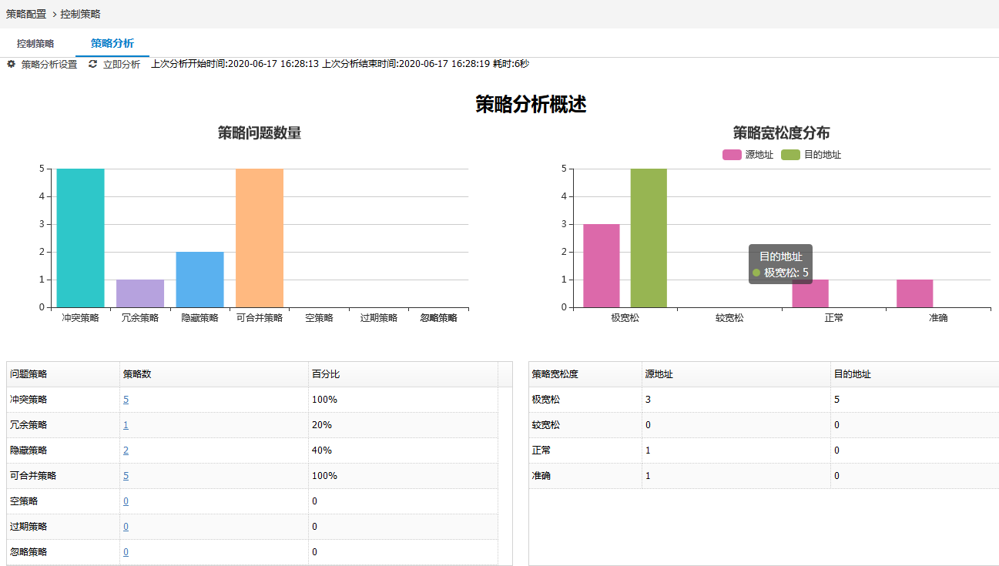 策略配置 > 控制策略
控制策略 策略分析
策略分析设置 立即分析 上次分析开始时间:2020-06-17 16:28:13 上次分析结束时间:2020-06-17 16:28:19 耗时:6秒
策略分析概述
策略问题数量
5
4
3
2
1
0
冲突策略 冗余策略 隐藏策略 可合并策略 空策略 过期策略 忽略策略
策略宽松度分布
源地址 目的地址
5
4
3
2
1
0
目的地址
极宽松: 5
极宽松 较宽松 正常 准确
问题策略 策略数 百分比
冲突策略 5 100%
冗余策略 1 20%
隐藏策略 2 40%
可合并策略 5 100%
空策略 0 0
过期策略 0 0
忽略策略 0 0
策略宽松度 源地址 目的地址
极宽松 3 5
较宽松 0 0
正常 1 0
准确 1 0